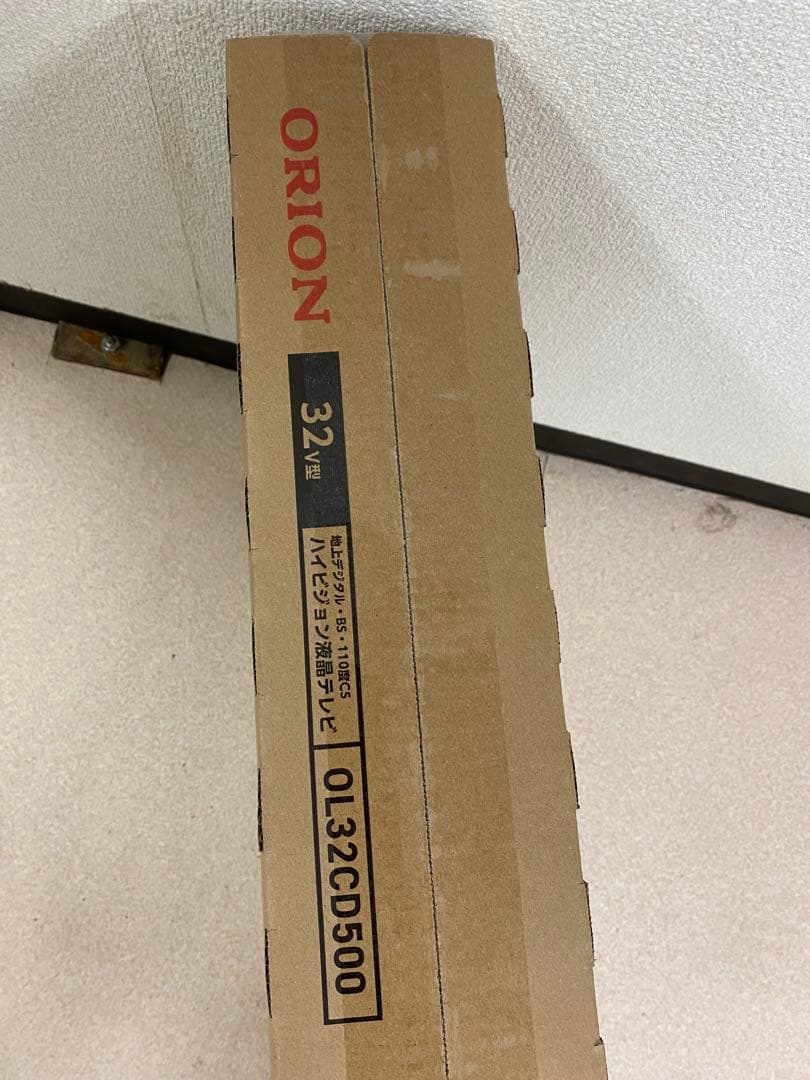 ORION
32V型
地上デジタル・BS・110度CS
ハイビジョン液晶テレビ
OL32CD500